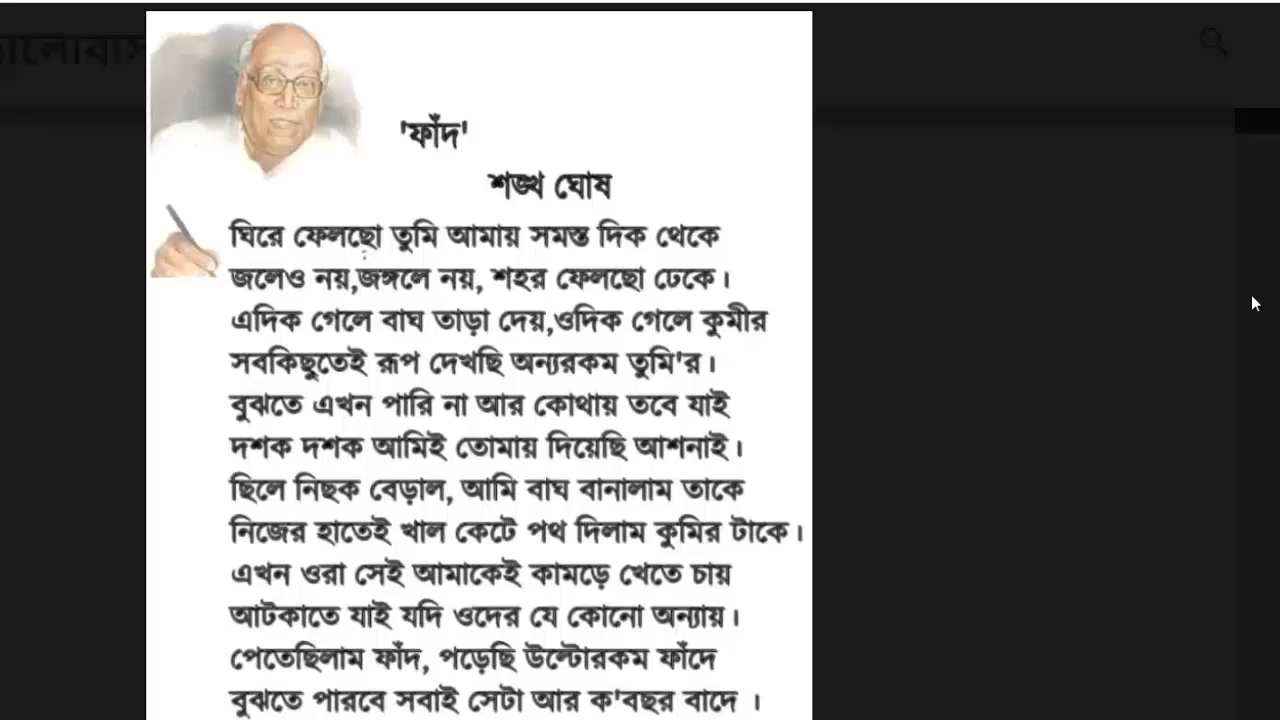 'ফাঁদ'
শঙ্খ ঘোষ
ঘিরে ফেলছো তুমি আমায় সমস্ত দিক থেকে
জলেও নয়,জঙ্গলে নয়, শহর ফেলছো ঢেকে।
এদিক গেলে বাঘ তাড়া দেয়,ওদিক গেলে কুমীর
সবকিছুতেই রূপ দেখছি অন্যরকম তুমি'র।
বুঝতে এখন পারি না আর কোথায় তবে যাই
দশক দশক আমিই তোমায় দিয়েছি আশনাই।
ছিলে নিছক বেড়াল, আমি বাঘ বানালাম তাকে
নিজের হাতেই খাল কেটে পথ দিলাম কুমির টাকে।
এখন ওরা সেই আমাকেই কামড়ে খেতে চায়
আটকাতে যাই যদি ওদের যে কোনো অন্যায়।
পেতেছিলাম ফাঁদ, পড়েছি উল্টোরকম ফাঁদে
বুঝতে পারবে সবাই সেটা আর ক'বছর বাদে ।